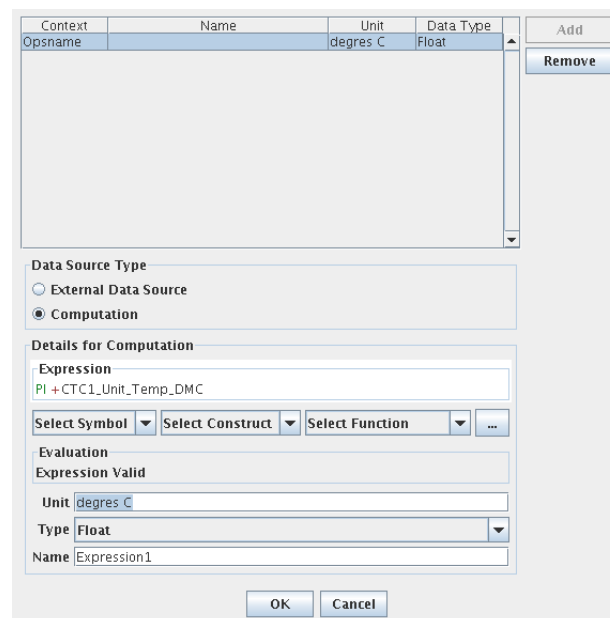 Context Name Unit Data Type
Add
Opsname degres C Float
Remove
Data Source Type
External Data Source
Computation
Details for Computation
Expression
PI +CTC1_Unit_Temp_DMC
Select Symbol Select Construct Select Function ...
Evaluation
Expression Valid
Unit degres C
Type Float
Name Expression1
OK Cancel